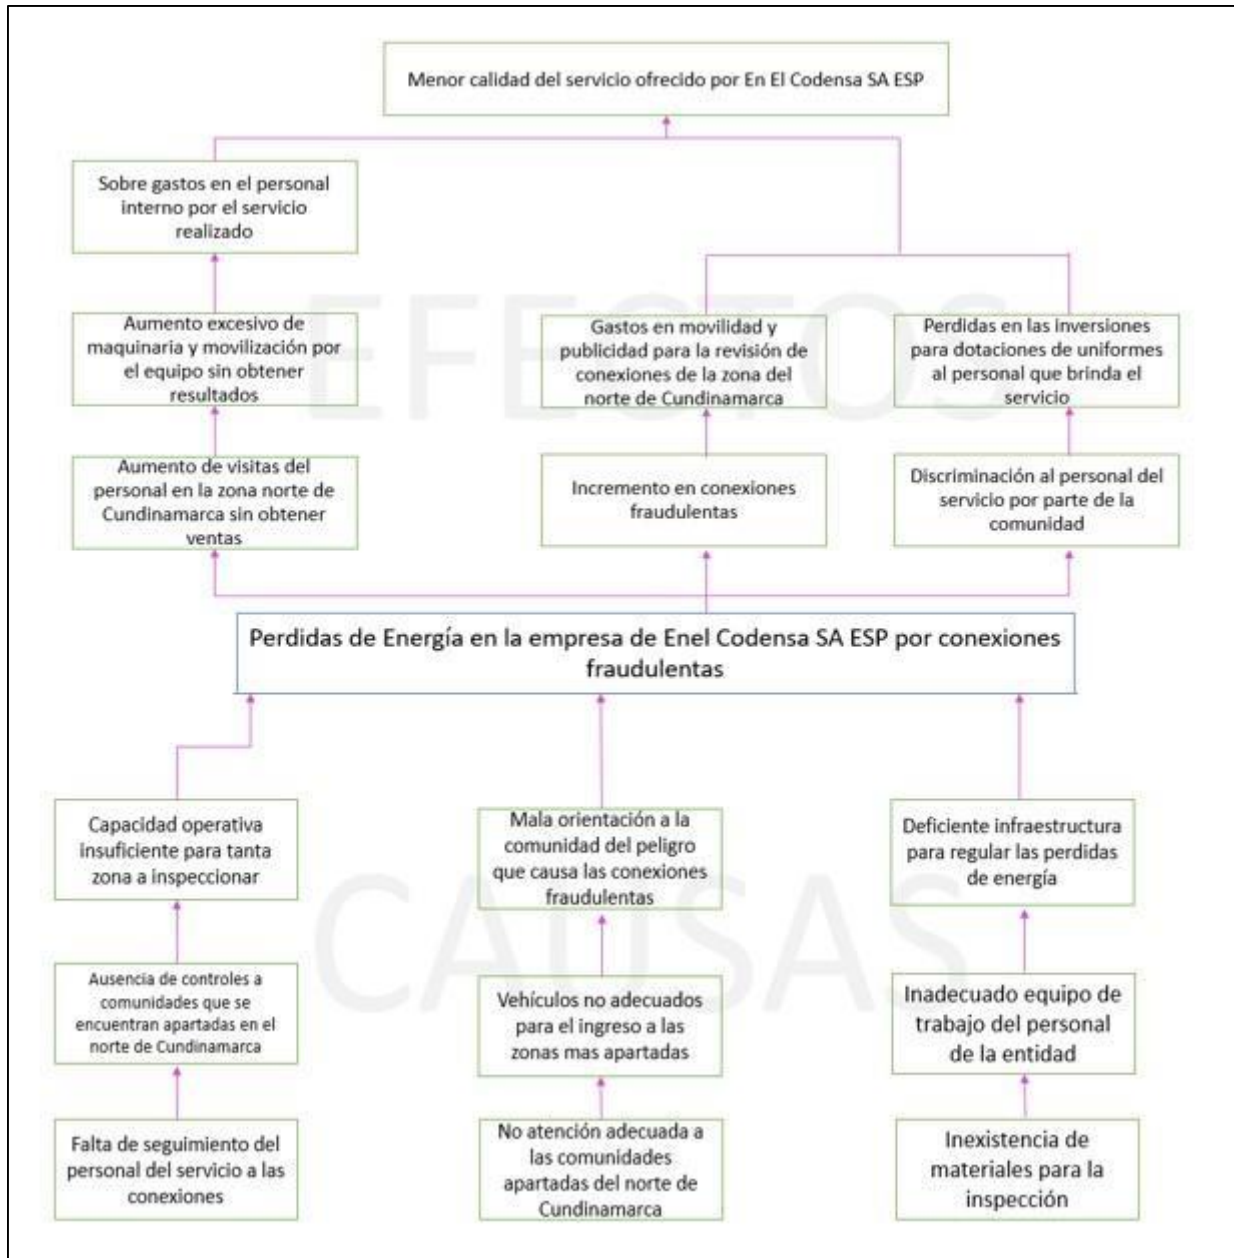 Menor calidad del servicio ofrecido por En El Codensa SA ESP
Sobre gastos en el personal
interno por el servicio
realizado
Aumento excesivo de
maquinaria y movilización por
el equipo sin obtener
resultados
Gastos en movilidad y
publicidad para la revisión de
conexiones de la zona del
norte de Cundinamarca
Perdidas en las inversiones
para dotaciones de uniformes
al personal que brinda el
servicio
EFECTOS
Aumento de visitas del
personal en la zona norte de
Cundinamarca sin obtener
ventas
Incremento en conexiones
fraudulentas
Discriminación al personal del
servicio por parte de la
comunidad
Perdidas de Energía en la empresa de Enel Codensa SA ESP por conexiones
fraudulentas
Capacidad operativa
insuficiente para tanta
zona a inspeccionar
Mala orientación a la
comunidad del peligro
que causa las conexiones
fraudulentas
Deficiente infraestructura
para regular las perdidas
de energía
CAUSAS
Ausencia de controles a
comunidades que se
encuentran apartadas en el
norte de Cundinamarca
Vehículos no adecuados
para el ingreso a las
zonas mas apartadas
Inadecuado equipo de
trabajo del personal
de la entidad
Falta de seguimiento del
personal del servicio a las
conexiones
No atención adecuada a
las comunidades
apartadas del norte de
Cundinamarca
Inexistencia de
materiales para la
inspección